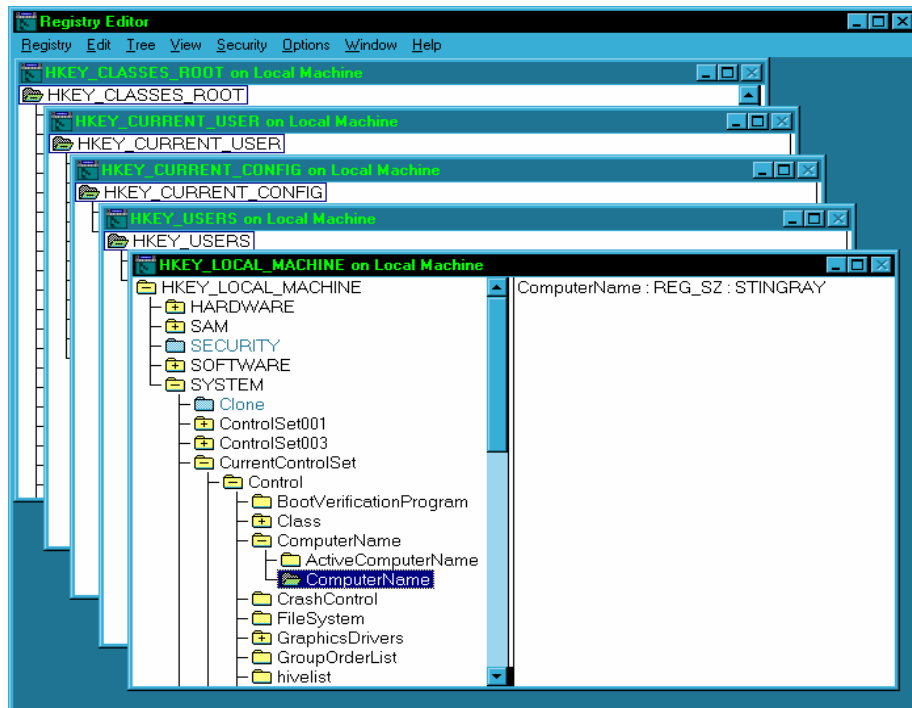 Registry Editor
Registry Edit Tree View Security Options Window Help
HKEY_CLASSES_ROOT on Local Machine
HKEY_CLASSES_ROOT
HKEY_CURRENT_USER on Local Machine
HKEY_CURRENT_USER
HKEY_CURRENT_CONFIG on Local Machine
HKEY_CURRENT_CONFIG
HKEY_USERS on Local Machine
HKEY_USERS
HKEY_LOCAL_MACHINE on Local Machine
HKEY_LOCAL_MACHINE
ComputerName : REG_SZ : STINGRAY
HARDWARE
SAM
SECURITY
SOFTWARE
SYSTEM
Clone
ControlSet001
ControlSet003
CurrentControlSet
Control
BootVerificationProgram
Class
ComputerName
ActiveComputerName
ComputerName
CrashControl
FileSystem
GraphicsDrivers
GroupOrderList
hivelist